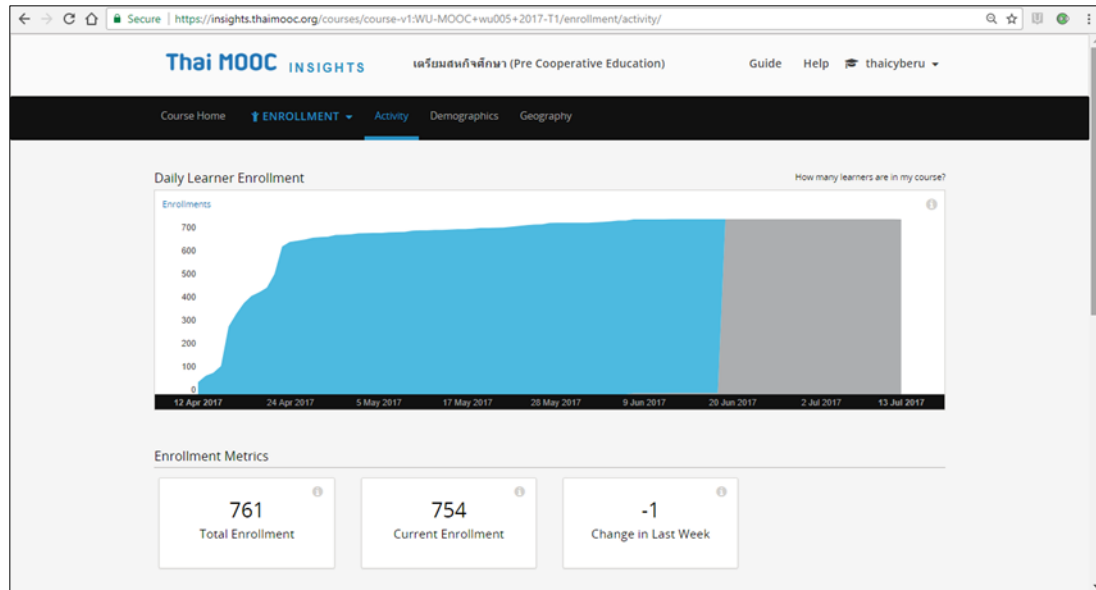 Secure | https://insights.thaimooc.org/courses/course-v1:WU-MOOC+wu005+2017-T1/enrollment/activity/
Thai MOOC INSIGHTS เตรียมสหกิจศึกษา (Pre Cooperative Education) Guide Help thaicyberu
Course Home ENROLLMENT Activity Demographics Geography
Daily Learner Enrollment How many learners are in my course?
Enrollments
700
600
500
400
300
200
100
0
12 Apr 2017 24 Apr 2017 5 May 2017 17 May 2017 28 May 2017 9 Jun 2017 20 Jun 2017 2 Jul 2017 13 Jul 2017
Enrollment Metrics
761 754 -1
Total Enrollment Current Enrollment Change in Last Week